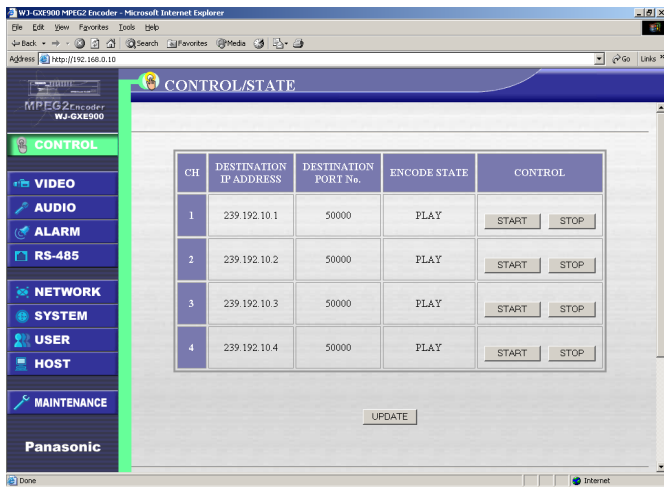 WJ-GXE900 MPEG2 Encoder - Microsoft Internet Explorer
File Edit View Favorites Tools Help
Back Search Favorites Media
Address http://192.168.0.10 Go Links »
MPEG2Encoder
WJ-GXE900
CONTROL/STATE
CONTROL
VIDEO
AUDIO
ALARM
RS-485
NETWORK
SYSTEM
USER
HOST
MAINTENANCE
Panasonic
CH DESTINATION IP ADDRESS DESTINATION PORT No. ENCODE STATE CONTROL
1 239.192.10.1 50000 PLAY START STOP
2 239.192.10.2 50000 PLAY START STOP
3 239.192.10.3 50000 PLAY START STOP
4 239.192.10.4 50000 PLAY START STOP
UPDATE
Done Internet